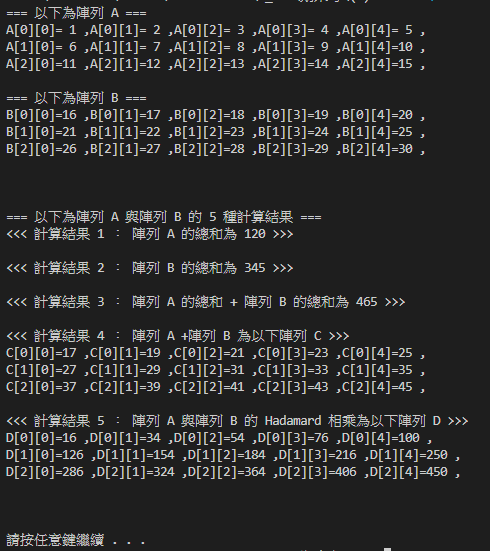 === 以下為陣列 A ===
A[0][0]= 1 ,A[0][1]= 2 ,A[0][2]= 3 ,A[0][3]= 4 ,A[0][4]= 5 ,
A[1][0]= 6 ,A[1][1]= 7 ,A[1][2]= 8 ,A[1][3]= 9 ,A[1][4]=10 ,
A[2][0]=11 ,A[2][1]=12 ,A[2][2]=13 ,A[2][3]=14 ,A[2][4]=15 ,
=== 以下為陣列 B ===
B[0][0]=16 ,B[0][1]=17 ,B[0][2]=18 ,B[0][3]=19 ,B[0][4]=20 ,
B[1][0]=21 ,B[1][1]=22 ,B[1][2]=23 ,B[1][3]=24 ,B[1][4]=25 ,
B[2][0]=26 ,B[2][1]=27 ,B[2][2]=28 ,B[2][3]=29 ,B[2][4]=30 ,
=== 以下為陣列 A 與陣列 B 的 5 種計算結果 ===
<<< 計算結果 1 : 陣列 A 的總和為 120 >>>
<<< 計算結果 2 : 陣列 B 的總和為 345 >>>
<<< 計算結果 3 : 陣列 A 的總和 + 陣列 B 的總和為 465 >>>
<<< 計算結果 4 : 陣列 A +陣列 B 為以下陣列 C >>>
C[0][0]=17 ,C[0][1]=19 ,C[0][2]=21 ,C[0][3]=23 ,C[0][4]=25 ,
C[1][0]=27 ,C[1][1]=29 ,C[1][2]=31 ,C[1][3]=33 ,C[1][4]=35 ,
C[2][0]=37 ,C[2][1]=39 ,C[2][2]=41 ,C[2][3]=43 ,C[2][4]=45 ,
<<< 計算結果 5 : 陣列 A 與陣列 B 的 Hadamard 相乘為以下陣列 D >>>
D[0][0]=16 ,D[0][1]=34 ,D[0][2]=54 ,D[0][3]=76 ,D[0][4]=100 ,
D[1][0]=126 ,D[1][1]=154 ,D[1][2]=184 ,D[1][3]=216 ,D[1][4]=250 ,
D[2][0]=286 ,D[2][1]=324 ,D[2][2]=364 ,D[2][3]=406 ,D[2][4]=450 ,
請按任意鍵繼續 . . .